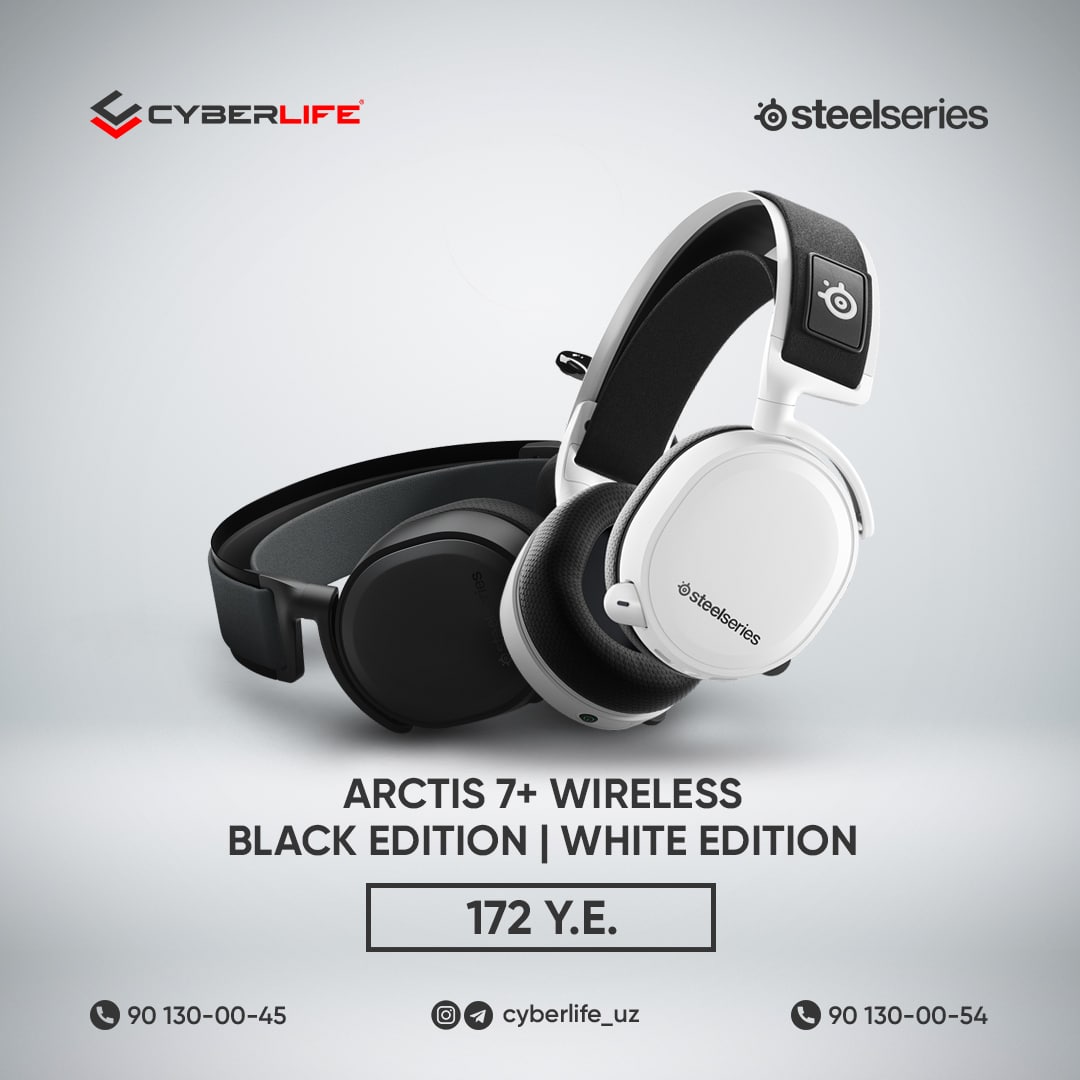 CYBERLIFE®
steelseries
steelseries
ARCTIS 7+ WIRELESS
BLACK EDITION | WHITE EDITION
172 Y.E.
90 130-00-45
cyberlife_uz
90 130-00-54